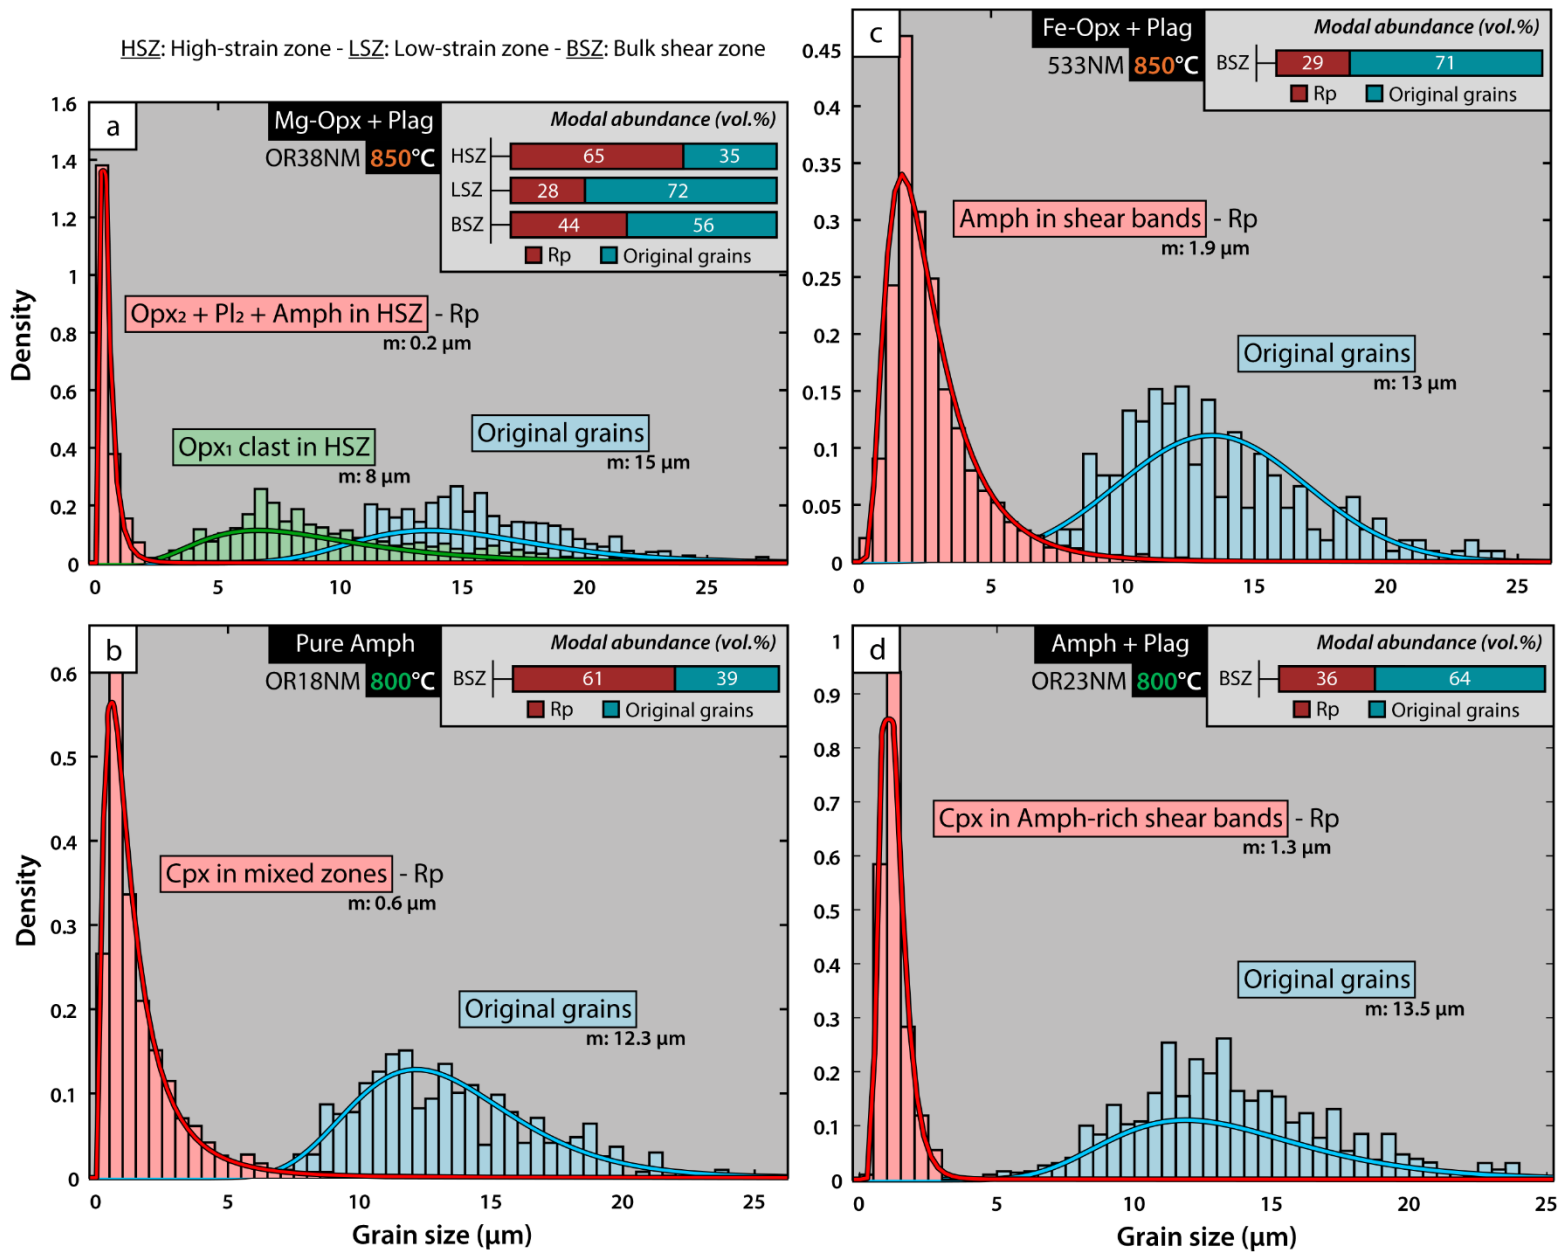 HSZ: High-strain zone - LSZ: Low-strain zone - BSZ: Bulk shear zone
a
Mg-Opx + Plag
OR38NM 850°C
Modal abundance (vol.%)
HSZ 65 35
LSZ 28 72
BSZ 44 56
Rp Original grains
Opx₂ + Pl₂ + Amph in HSZ - Rp
m: 0.2 µm
Opx₁ clast in HSZ
m: 8 µm
Original grains
m: 15 µm
Density
1.6
1.4
1.2
1
0.8
0.6
0.4
0.2
0
0 5 10 15 20 25
c
Fe-Opx + Plag
533NM 850°C
Modal abundance (vol.%)
BSZ 29 71
Rp Original grains
Amph in shear bands - Rp
m: 1.9 µm
Original grains
m: 13 µm
0.45
0.4
0.35
0.3
0.25
0.2
0.15
0.1
0.05
0
0 5 10 15 20 25
b
Pure Amph
OR18NM 800°C
Modal abundance (vol.%)
BSZ 61 39
Rp Original grains
Cpx in mixed zones - Rp
m: 0.6 µm
Original grains
m: 12.3 µm
Density
0.6
0.5
0.4
0.3
0.2
0.1
0
0 5 10 15 20 25
Grain size (µm)
d
Amph + Plag
OR23NM 800°C
Modal abundance (vol.%)
BSZ 36 64
Rp Original grains
Cpx in Amph-rich shear bands - Rp
m: 1.3 µm
Original grains
m: 13.5 µm
1
0.9
0.8
0.7
0.6
0.5
0.4
0.3
0.2
0.1
0
0 5 10 15 20 25
Grain size (µm)